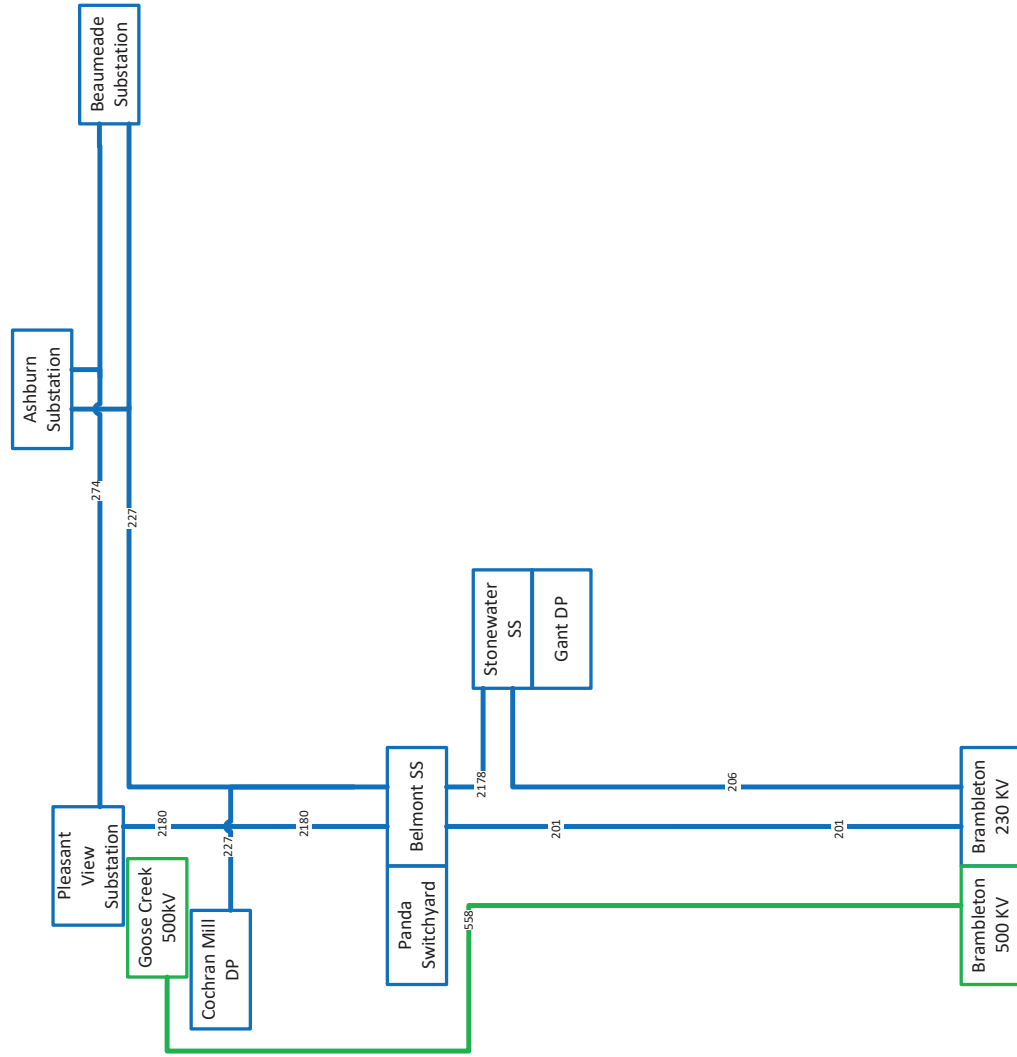 Beaumeade
Substation
Ashburn
Substation
274
227
Pleasant
View
Substation
Goose Creek
500kV
2180
2180
227
Cochran Mill
DP
Panda
Switchyard
Belmont SS
2178
Stonewater
SS
Gant DP
558
201
201
206
Brambleton
500 KV
Brambleton
230 KV